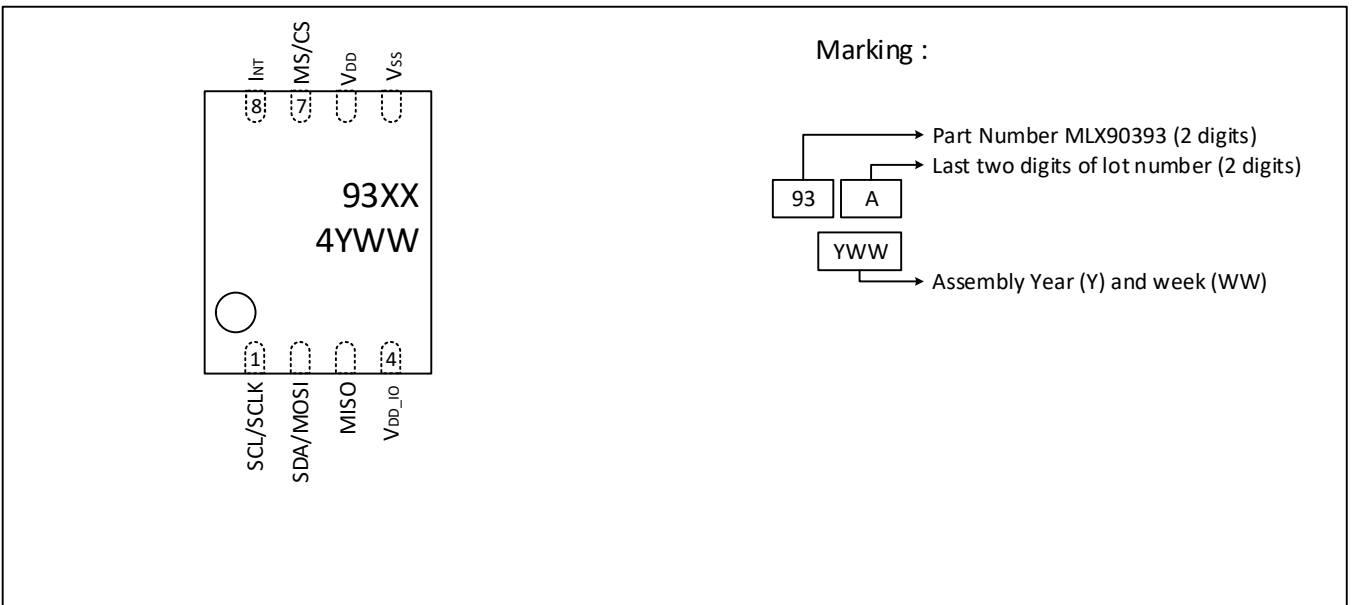 INT
MS/CS
VDD
VSS
8
7
93XX
4YWW
1
4
SCL/SCLK
SDA/MOSI
MISO
VDD_IO
Marking :
Part Number MLX90393 (2 digits)
Last two digits of lot number (2 digits)
93
A
YWW
Assembly Year (Y) and week (WW)